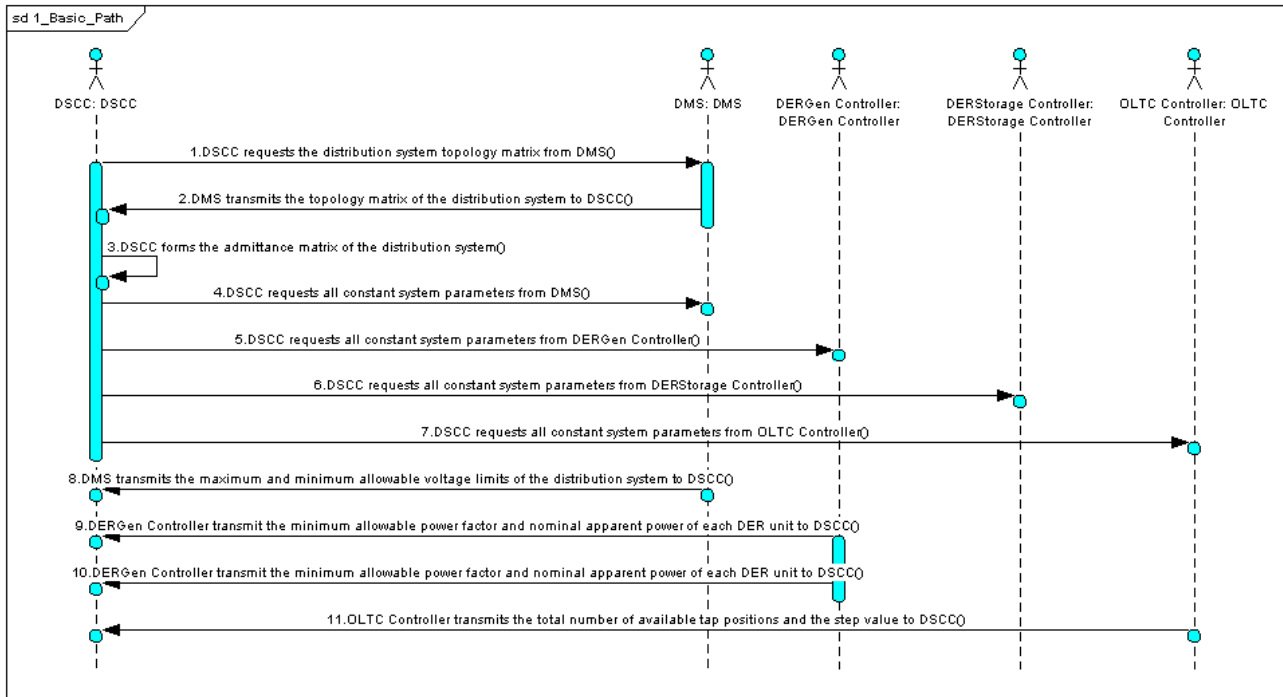 sd 1_Basic_Path
DSCC: DSCC
DMS: DMS
DERGen Controller:
DERGen Controller
DERStorage Controller:
DERStorage Controller
OLTC Controller: OLTC
Controller
1.DSCC requests the distribution system topology matrix from DMS()
2.DMS transmits the topology matrix of the distribution system to DSCC()
3.DSCC forms the admittance matrix of the distribution system()
4.DSCC requests all constant system parameters from DMS()
5.DSCC requests all constant system parameters from DERGen Controller()
6.DSCC requests all constant system parameters from DERStorage Controller()
7.DSCC requests all constant system parameters from OLTC Controller()
8.DMS transmits the maximum and minimum allowable voltage limits of the distribution system to DSCC()
9.DERGen Controller transmit the minimum allowable power factor and nominal apparent power of each DER unit to DSCC()
10.DERGen Controller transmit the minimum allowable power factor and nominal apparent power of each DER unit to DSCC()
11.OLTC Controller transmits the total number of available tap positions and the step value to DSCC()